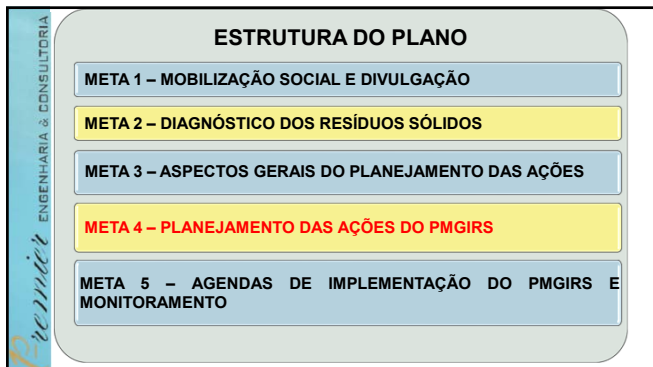 Premier ENGENHARIA & CONSULTORIA
ESTRUTURA DO PLANO
META 1 – MOBILIZAÇÃO SOCIAL E DIVULGAÇÃO
META 2 – DIAGNÓSTICO DOS RESÍDUOS SÓLIDOS
META 3 – ASPECTOS GERAIS DO PLANEJAMENTO DAS AÇÕES
META 4 – PLANEJAMENTO DAS AÇÕES DO PMGIRS
META 5 – AGENDAS DE IMPLEMENTAÇÃO DO PMGIRS E
MONITORAMENTO